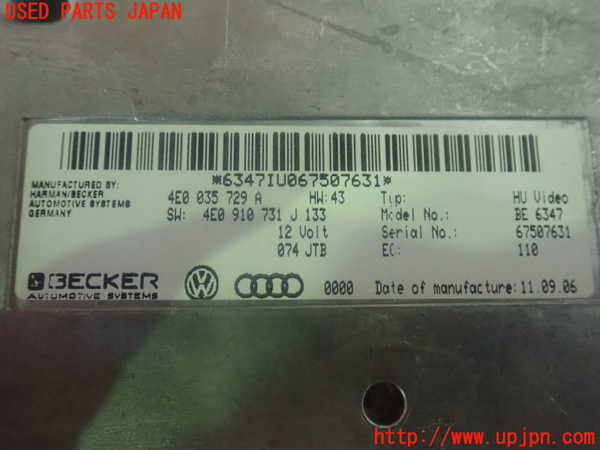 USED PARTS JAPAN
*6347IU067507631*
MANUFACTURED BY:
HARMAN/BECKER
AUTOMOTIVE SYSTEMS
GERMANY
4E0 035 729 A HW: 43 Typ: HU Video
SW: 4E0 910 731 J 133 Model No.: BE 6347
12 Volt Serial No.: 67507631
074 JTB EC: 110
BECKER
AUTOMOTIVE SYSTEMS
0000 Date of manufacture: 11.09.06
UPJ http://www.upjpn.com/